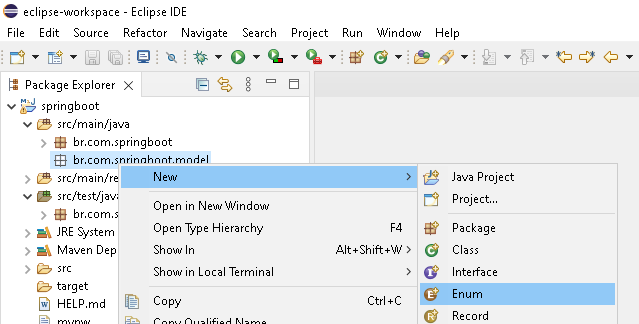 eclipse-workspace - Eclipse IDE
File Edit Source Refactor Navigate Search Project Run Window Help
Package Explorer
springboot
src/main/java
br.com.springboot
br.com.springboot.model
src/main/re
New
Java Project
src/test/java
Project...
br.com.s
Open in New Window
JRE System
Open Type Hierarchy F4
Package
Maven Dep
Show In Alt+Shift+W
Class
src
Show in Local Terminal
Interface
target
Enum
HELP.md
Copy Ctrl+C
Record
mvnw
Copy Qualified Name